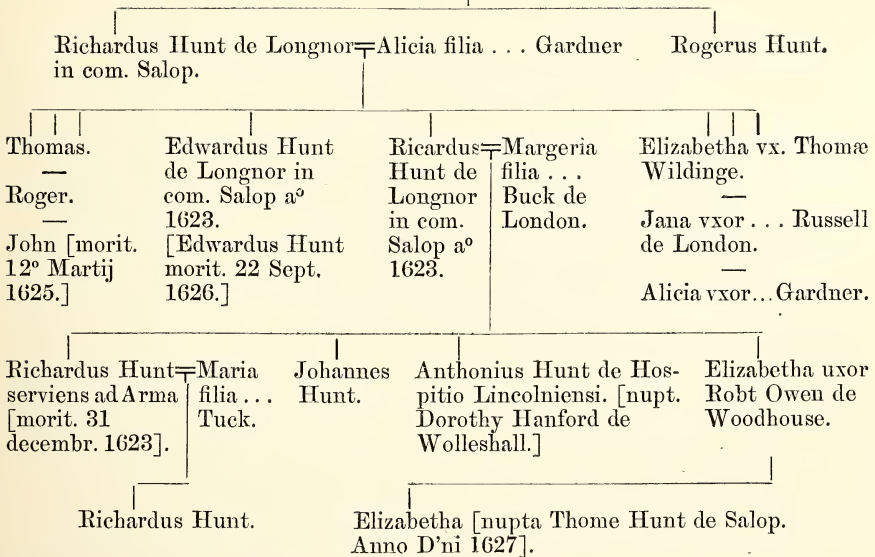 Richardus Hunt de Longnor=Alicia filia . . . Gardner
in com. Salop.
Rogerus Hunt.
Thomas.
—
Roger.
—
John [morit.
12º Martij
1625.]
Edwardus Hunt
de Longnor in
com. Salop aº
1623.
[Edwardus Hunt
morit. 22 Sept.
1626.]
Ricardus=Margeria
Hunt de
Longnor
in com.
Salop aº
1623.
filia . . .
Buck de
London.
Elizabetha vx. Thomæ
Wildinge.
—
Jana vxor . . . Russell
de London.
—
Alicia vxor...Gardner.
Richardus Hunt=Maria
serviens ad Arma
[morit. 31
decembr. 1623].
filia ...
Tuck.
Johannes
Hunt.
Anthonius Hunt de Hos-
pitio Lincolniensi. [nupt.
Dorothy Hanford de
Wolleshall.]
Elizabetha uxor
Robt Owen de
Woodhouse.
Richardus Hunt.
Elizabetha [nupta Thome Hunt de Salop.
Anno D'ni 1627].